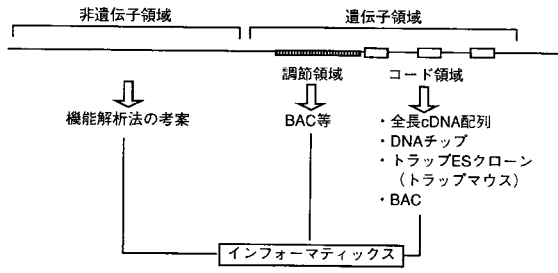 非遺伝子領域
遺伝子領域
調節領域
コード領域
機能解析法の考案
BAC等
・全長cDNA配列
・DNAチップ
・トラップESクローン
（トラップマウス）
・BAC
インフォーマティックス